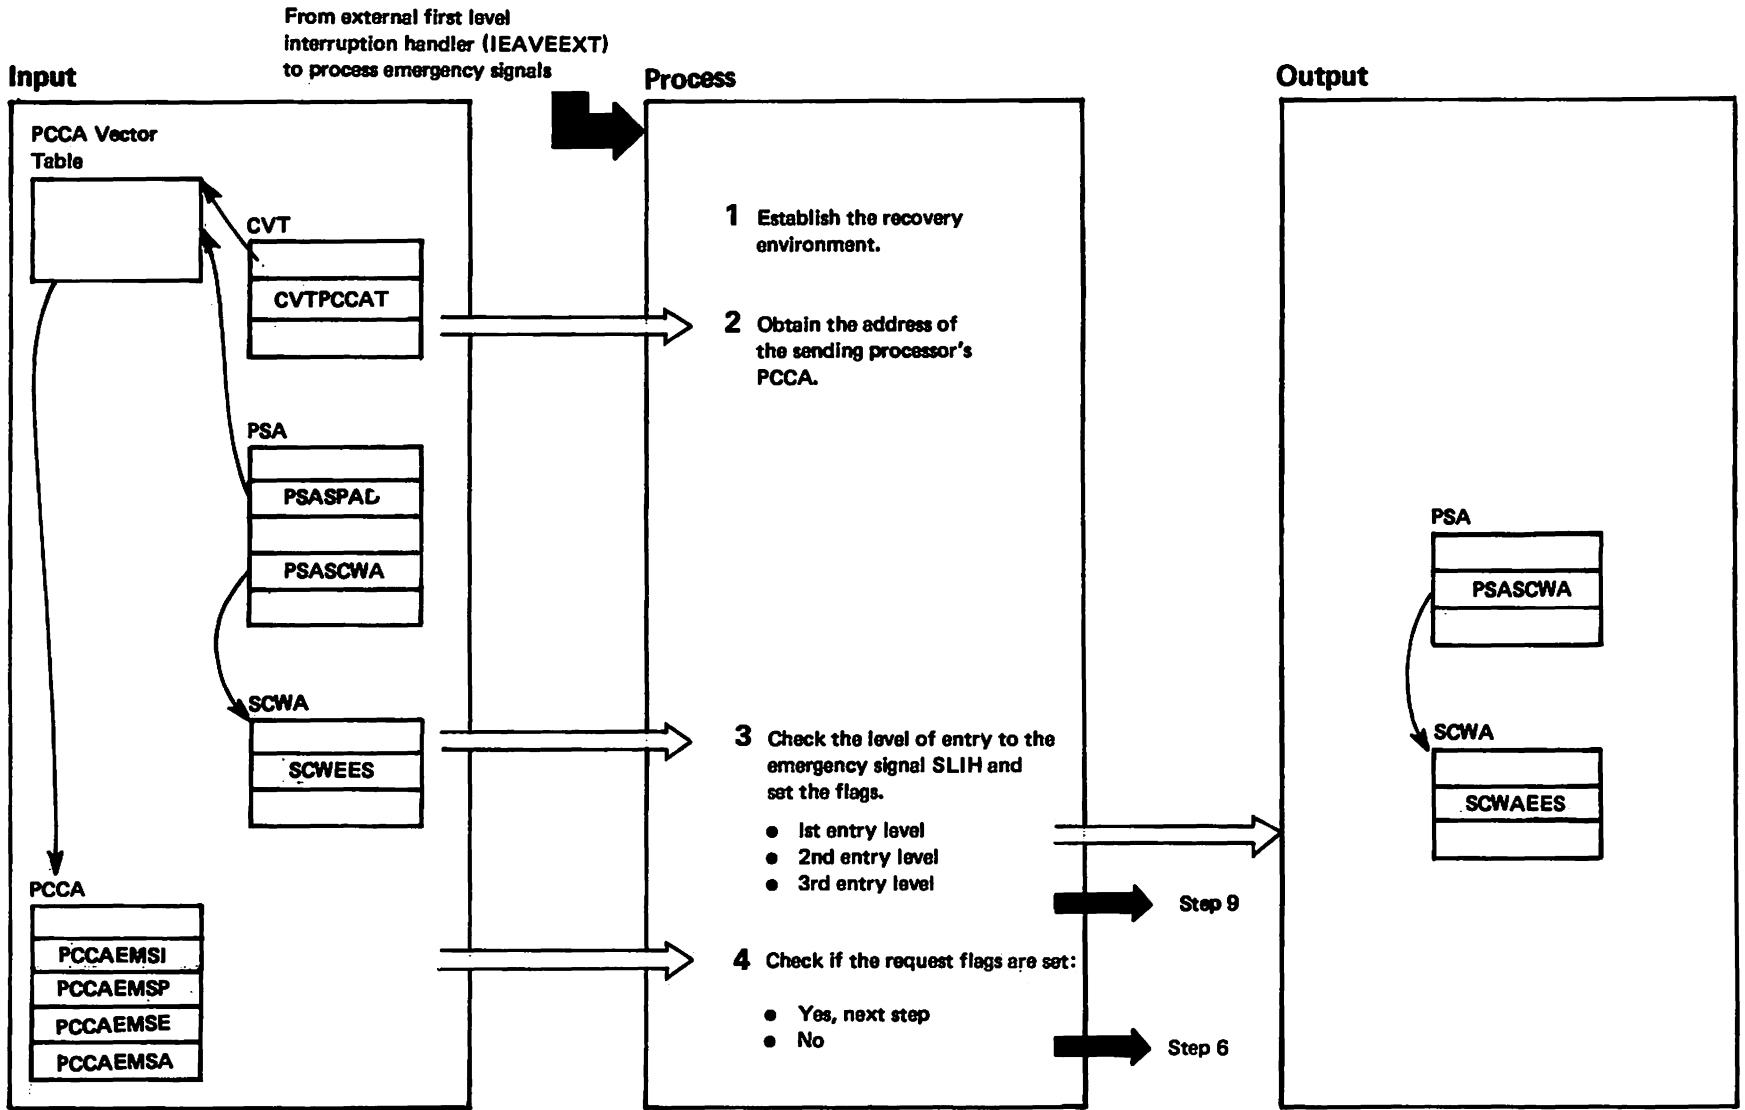 From external first level
interruption handler (IEAVEEXT)
to process emergency signals
Input
Process
Output
PCCA Vector
Table
CVT
CVTPCCAT
PSA
PSASPAD
PSASCWA
SCWA
SCWEES
PCCA
PCCAEMSI
PCCAEMSP
PCCAEMSE
PCCAEMSA
1 Establish the recovery
environment.
2 Obtain the address of
the sending processor's
PCCA.
3 Check the level of entry to the
emergency signal SLIH and
set the flags.
● 1st entry level
● 2nd entry level
● 3rd entry level
Step 9
4 Check if the request flags are set:
● Yes, next step
● No
Step 6
PSA
PSASCWA
SCWA
SCWAEES